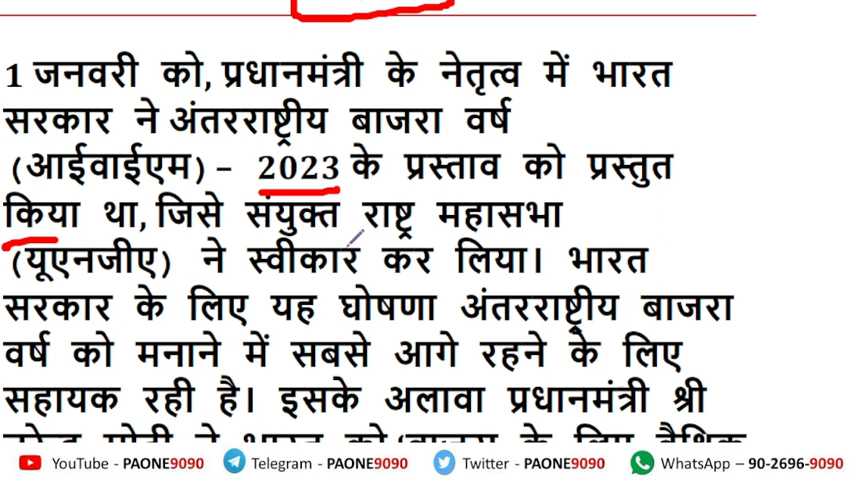 1 जनवरी को, प्रधानमंत्री के नेतृत्व में भारत
सरकार ने अंतरराष्ट्रीय बाजरा वर्ष
(आईवाईएम) – 2023 के प्रस्ताव को प्रस्तुत
किया था, जिसे संयुक्त राष्ट्र महासभा
(यूएनजीए) ने स्वीकार कर लिया। भारत
सरकार के लिए यह घोषणा अंतरराष्ट्रीय बाजरा
वर्ष को मनाने में सबसे आगे रहने के लिए
सहायक रही है। इसके अलावा प्रधानमंत्री श्री
YouTube - PAONE9090 Telegram - PAONE9090 Twitter - PAONE9090 WhatsApp – 90-2696-9090